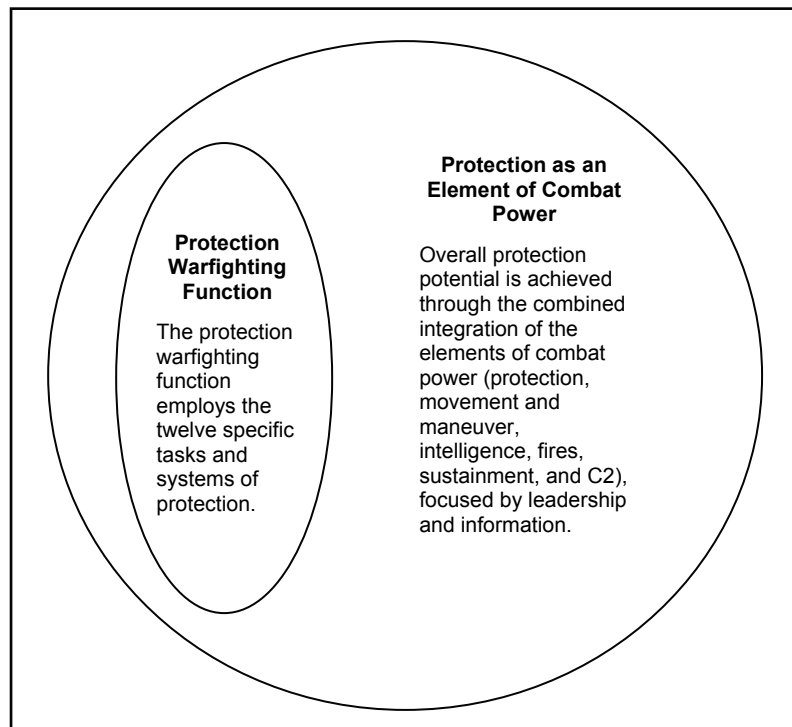 Protection
Warfighting
Function
The protection
warfighting
function
employs the
twelve specific
tasks and
systems of
protection.
Protection as an
Element of Combat
Power
Overall protection
potential is achieved
through the combined
integration of the
elements of combat
power (protection,
movement and
maneuver,
intelligence, fires,
sustainment, and C2),
focused by leadership
and information.